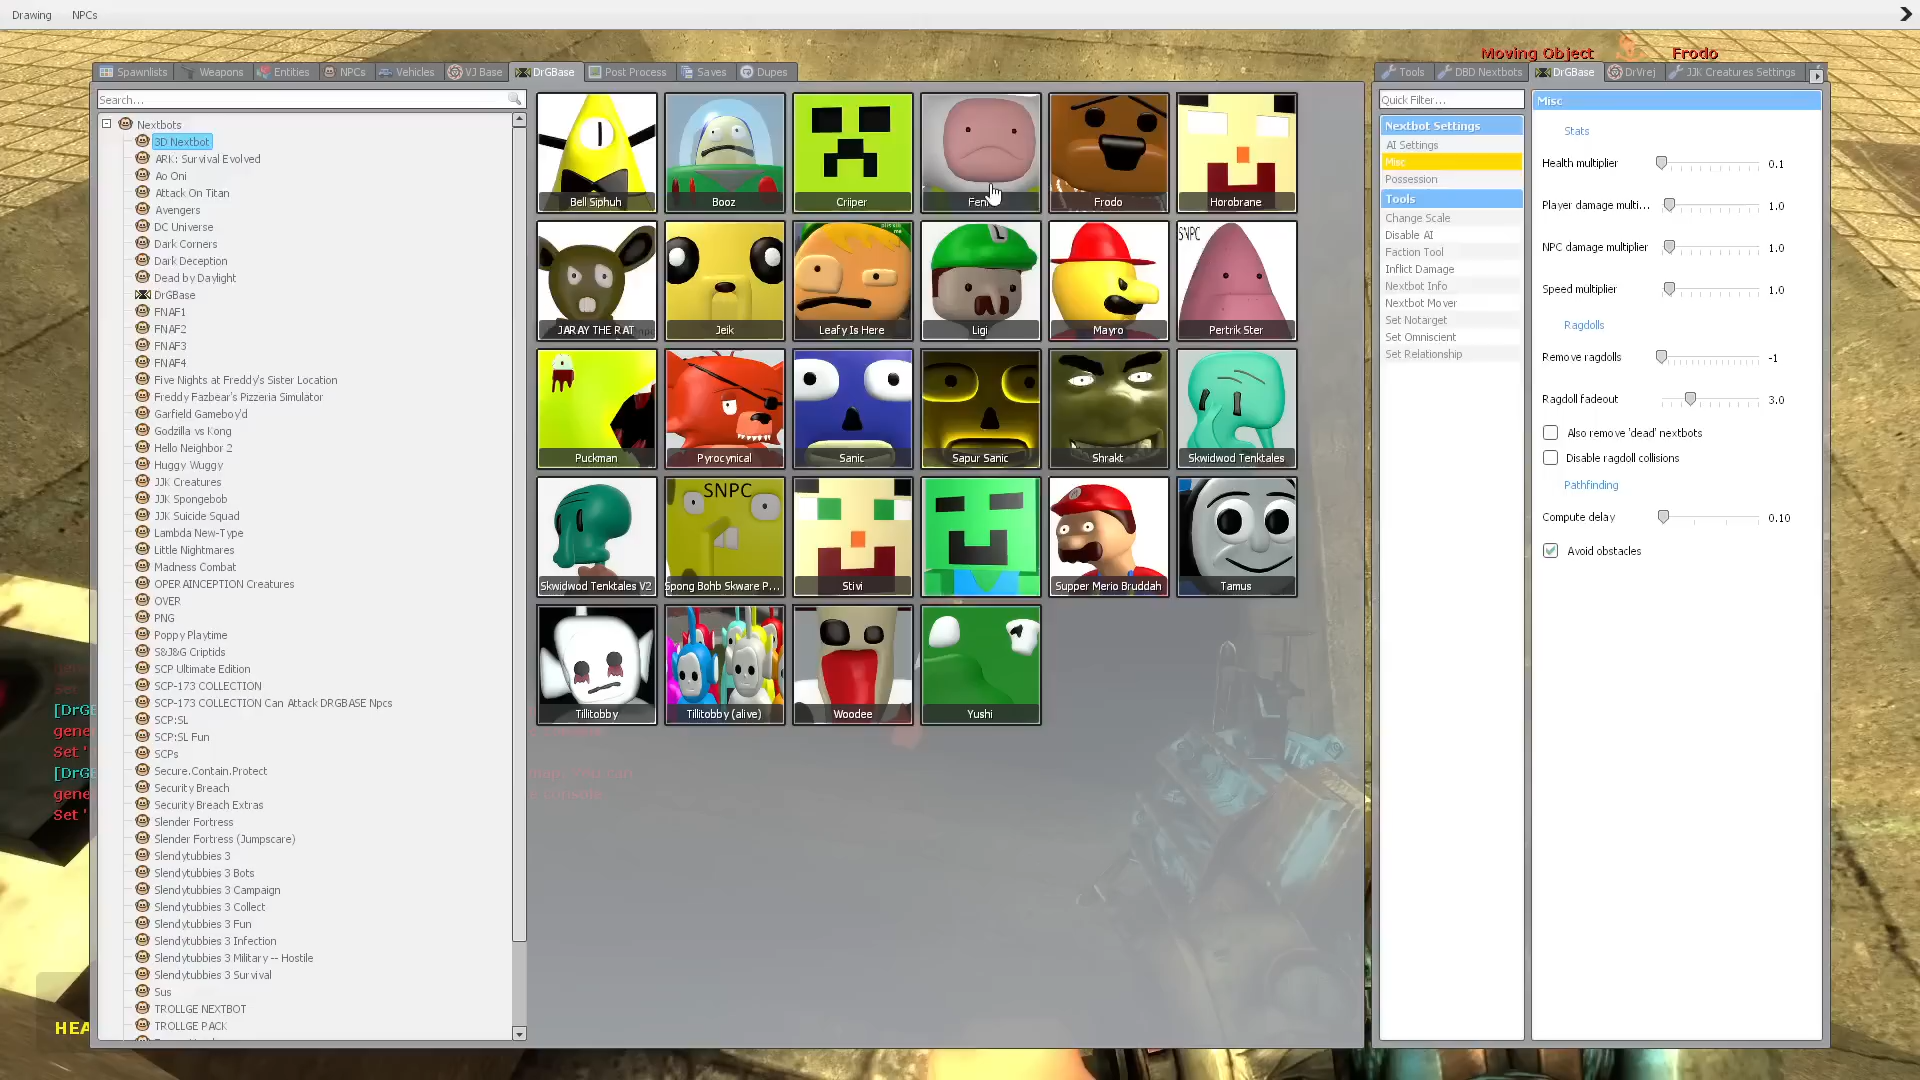 Drawing NPCs
Moving Object Frodo
Spawnlists Weapons Entities NPCs Vehicles VJ Base DrGBase Post Process Saves Dupes
Tools DBD Nextbots DrGBase DrVrej JJK Creatures Settings
Search...
Nextbots
3D Nextbot
ARK: Survival Evolved
Ao Oni
Attack On Titan
Avengers
DC Universe
Dark Corners
Dark Deception
Dead by Daylight
DrGBase
FNAF1
FNAF2
FNAF3
FNAF4
Five Nights at Freddy's Sister Location
Freddy Fazbear's Pizzeria Simulator
Garfield Gameboy'd
Godzilla vs Kong
Hello Neighbor 2
Huggy Wuggy
JJK Creatures
JJK Spongebob
JJK Suicide Squad
Lambda New-Type
Little Nightmares
Madness Combat
OPERAINCEPTION Creatures
OVER
PNG
Poppy Playtime
S&J&G Criptids
SCP Ultimate Edition
SCP-173 COLLECTION
SCP-173 COLLECTION Can Attack DRGBASE Npcs
SCP:SL
SCP:SL Fun
SCPs
Secure.Contain.Protect
Security Breach
Security Breach Extras
Slender Fortress
Slender Fortress (Jumpscare)
Slendytubbies 3
Slendytubbies 3 Bots
Slendytubbies 3 Campaign
Slendytubbies 3 Collect
Slendytubbies 3 Fun
Slendytubbies 3 Infection
Slendytubbies 3 Military -- Hostile
Slendytubbies 3 Survival
Sus
TROLLGE NEXTBOT
TROLLGE PACK
[DrG
gene
Set '
[DrG
gene
Set '
HEA
Bell Siphuh Booz Criiper Frodo Horobrane
SNPC
JARAY THE RAT Jeik Leafy Is Here Ligi Mayro Pertrik Ster
Puckman Pyrocynical Sanic Sapur Sanic Shrakt Skwidwod Tenktales
SNPC
Skwidwod Tenktales V2 Spong Bohb Skware P... Stivi Supper Merio Bruddah Tamus
Tillitobby Tillitobby (alive) Woodee Yushi
Quick Filter...
Nextbot Settings
AI Settings
Misc
Possession
Tools
Change Scale
Disable AI
Faction Tool
Inflict Damage
Nextbot Info
Nextbot Mover
Set Notarget
Set Omniscient
Set Relationship
Misc
Stats
Health multiplier 0.1
Player damage multi... 1.0
NPC damage multiplier 1.0
Speed multiplier 1.0
Ragdolls
Remove ragdolls -1
Ragdoll fadeout 3.0
Also remove 'dead' nextbots
Disable ragdoll collisions
Pathfinding
Compute delay 0.10
Avoid obstacles